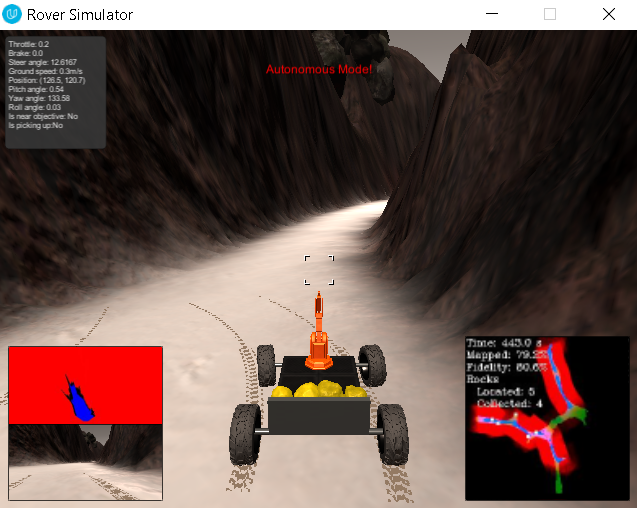 Rover Simulator
Throttle: 0.2
Brake: 0.0
Steer angle: 12.6167
Ground speed: 0.3m/s
Position: (126.5, 120.7)
Pitch angle: 0.54
Yaw angle: 133.58
Roll angle: 0.03
Is near objective: No
Is picking up:No
Autonomous Mode!
Time: 443.0 s
Mapped: 79.2%
Fidelity: 60.6%
Rocks
Located: 5
Collected: 4